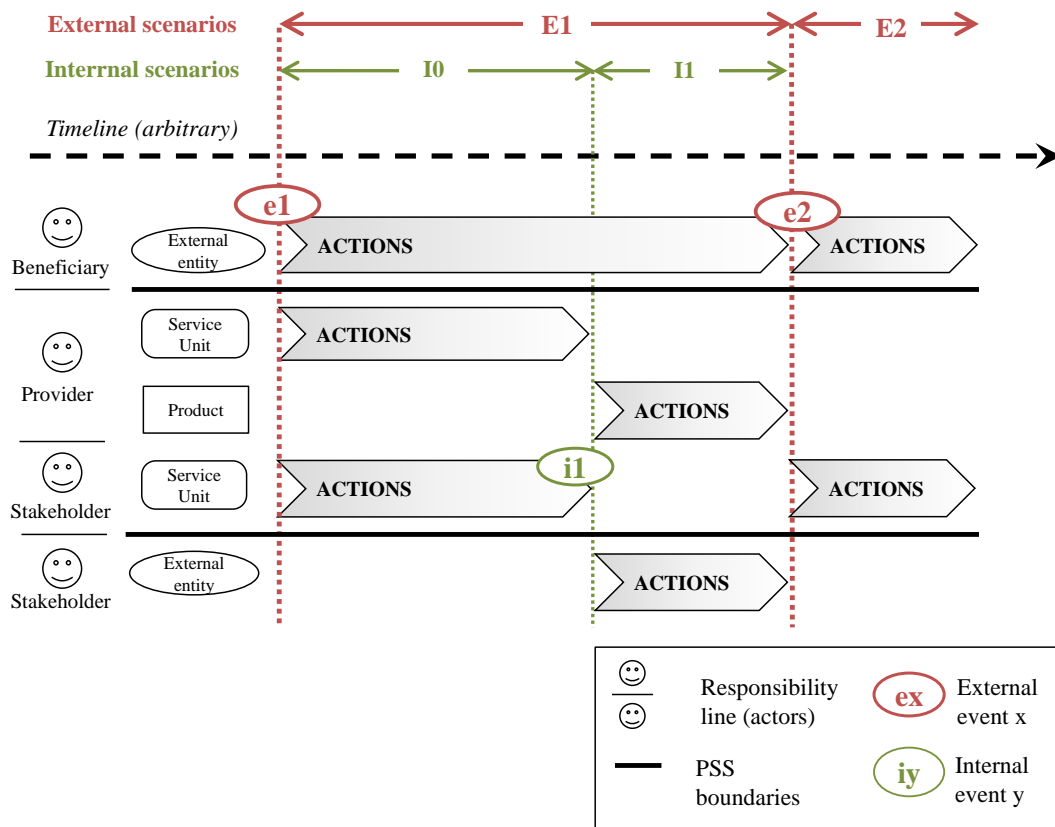 External scenarios
E1
E2
Interrnal scenarios
I0
I1
Timeline (arbitrary)
e1
e2
Beneficiary
External
entity
ACTIONS
ACTIONS
Provider
Service
Unit
ACTIONS
Product
ACTIONS
i1
Stakeholder
Service
Unit
ACTIONS
ACTIONS
Stakeholder
External
entity
ACTIONS
Responsibility
line (actors)
ex
External
event x
PSS
boundaries
iy
Internal
event y